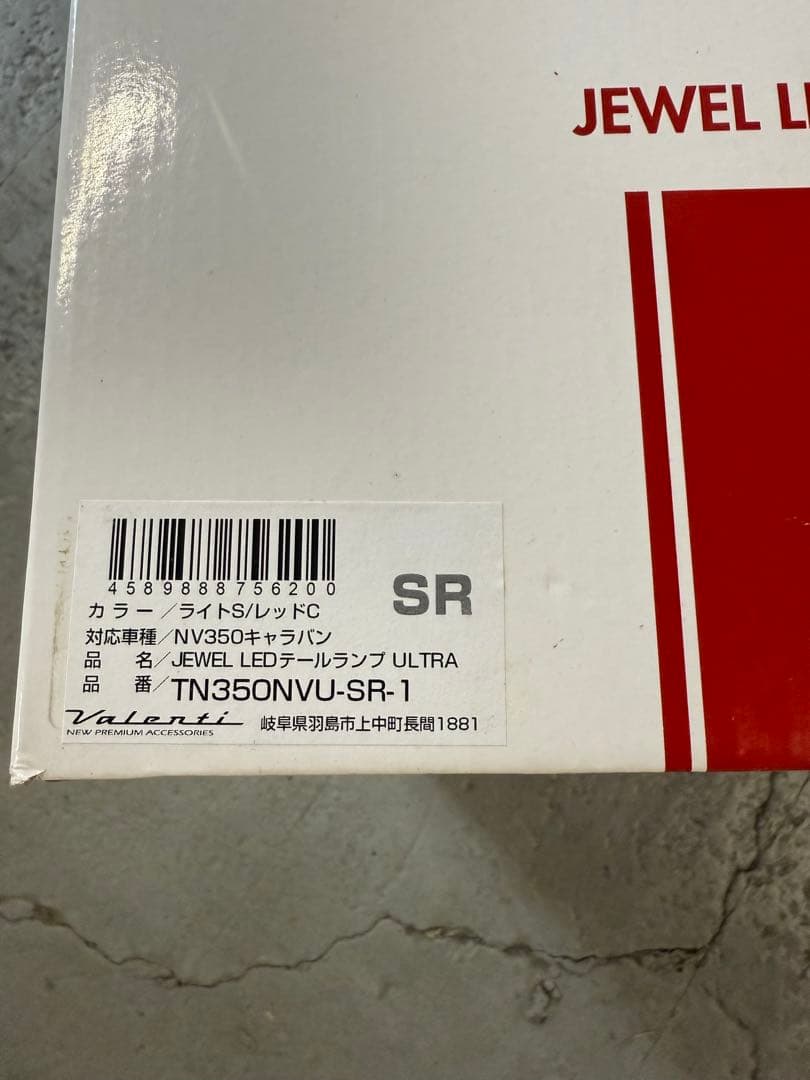 JEWEL
4589888756200
SR
カラー/ライトS/レッドC
対応車種/NV350キャラバン
品 名/JEWEL LEDテールランプ ULTRA
品 番/TN350NVU-SR-1
Valenti
NEW PREMIUM ACCESSORIES
岐阜県羽島市上中町長間1881